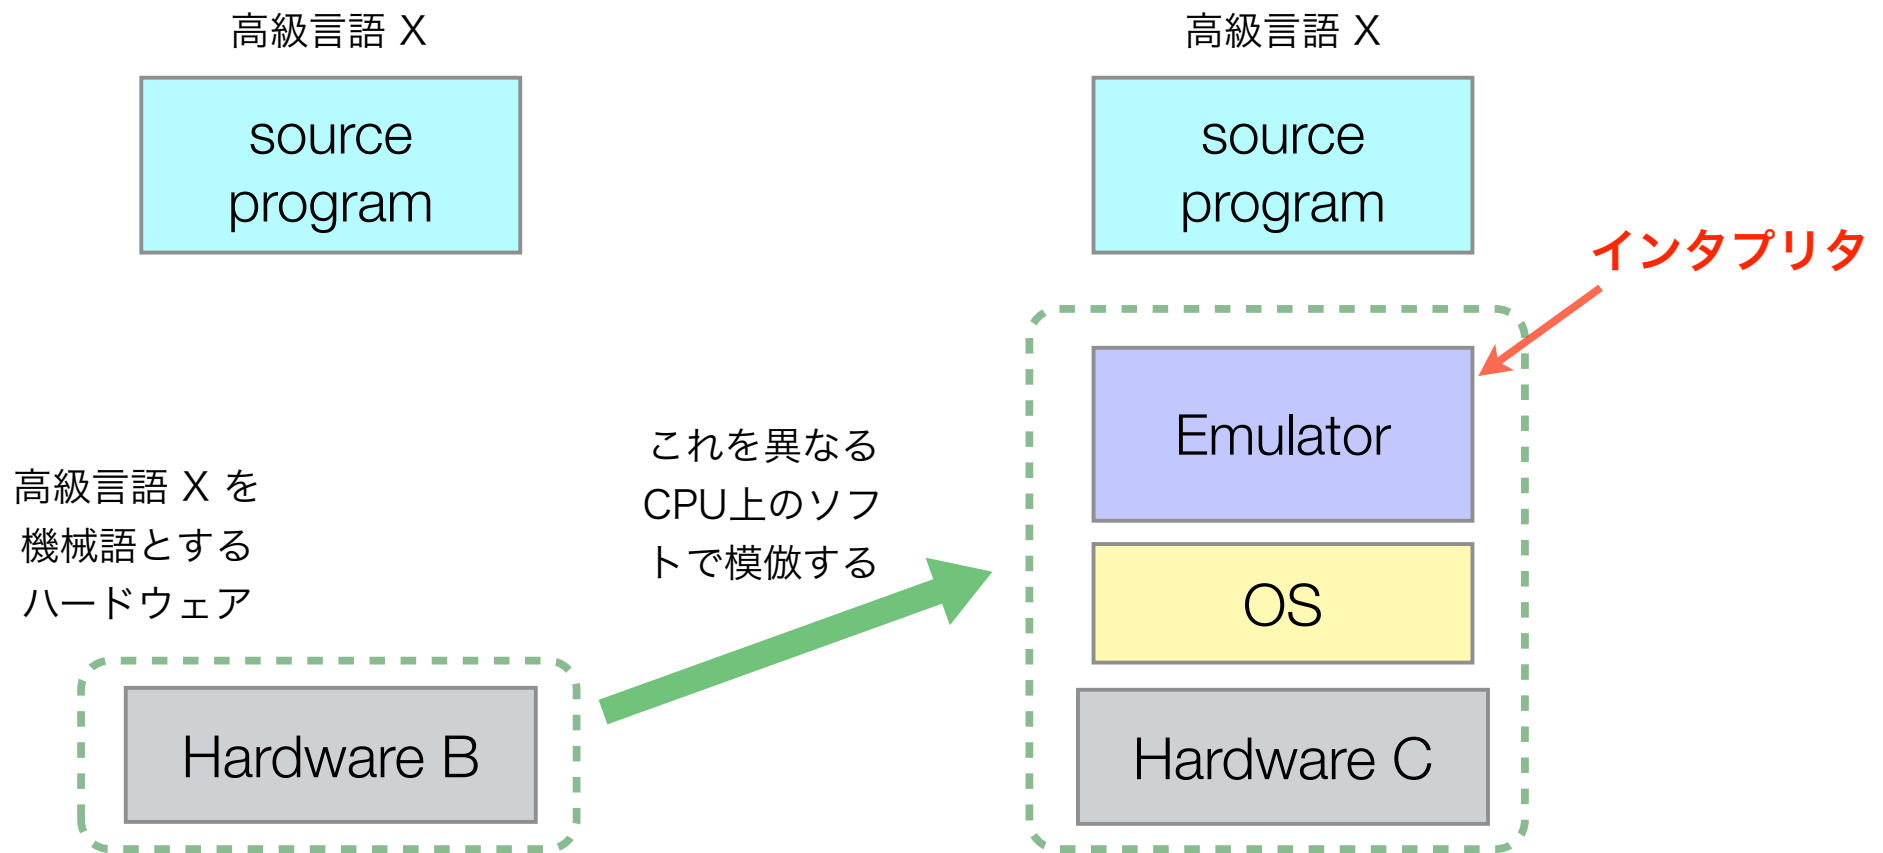 高級言語 X
source
program
高級言語 X を
機械語とする
ハードウェア
Hardware B
これを異なる
CPU上のソフ
トで模倣する
高級言語 X
source
program
インタプリタ
Emulator
OS
Hardware C